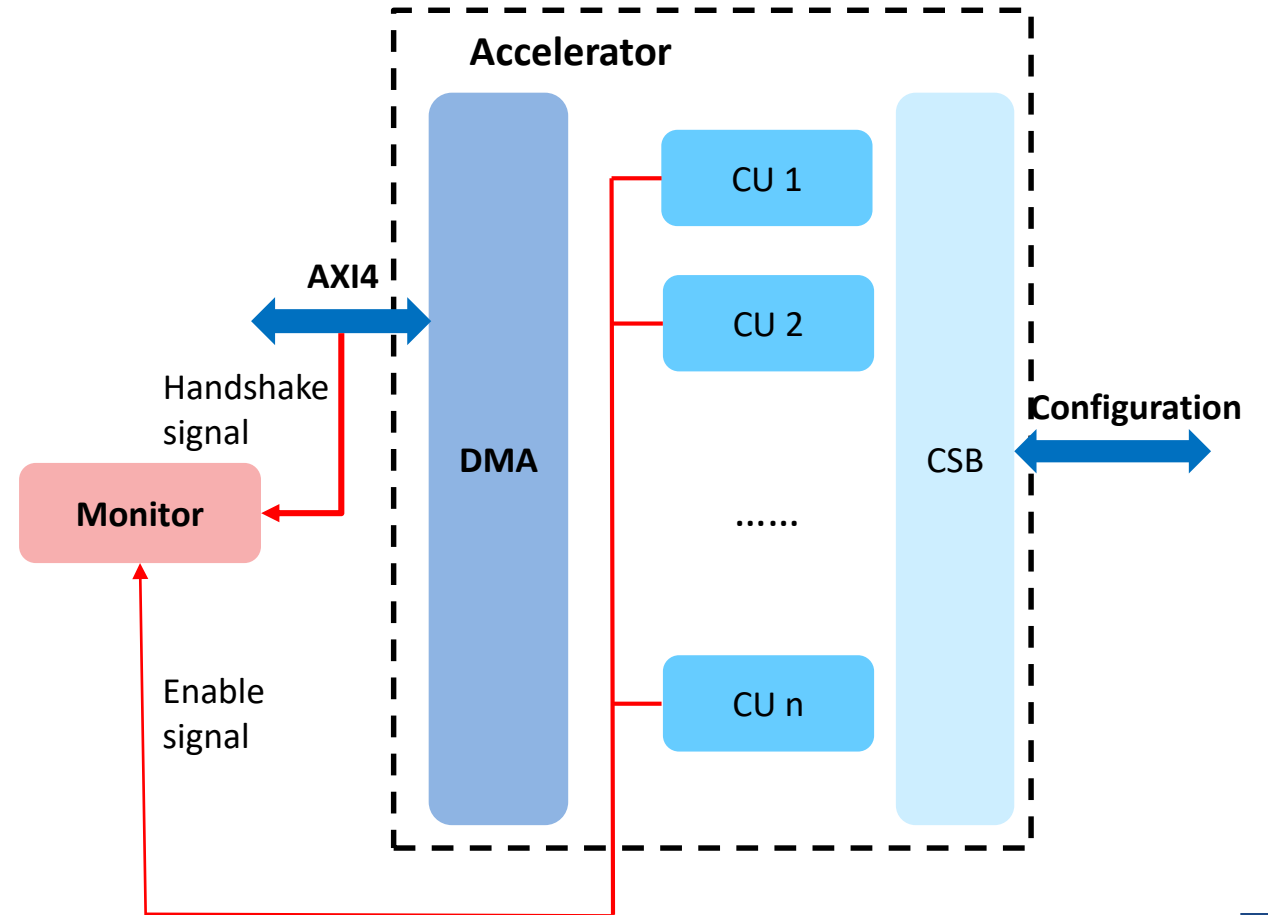 Accelerator
CU 1
AXI4
CU 2
Handshake
signal
Configuration
DMA
CSB
Monitor
......
Enable
signal
CU n